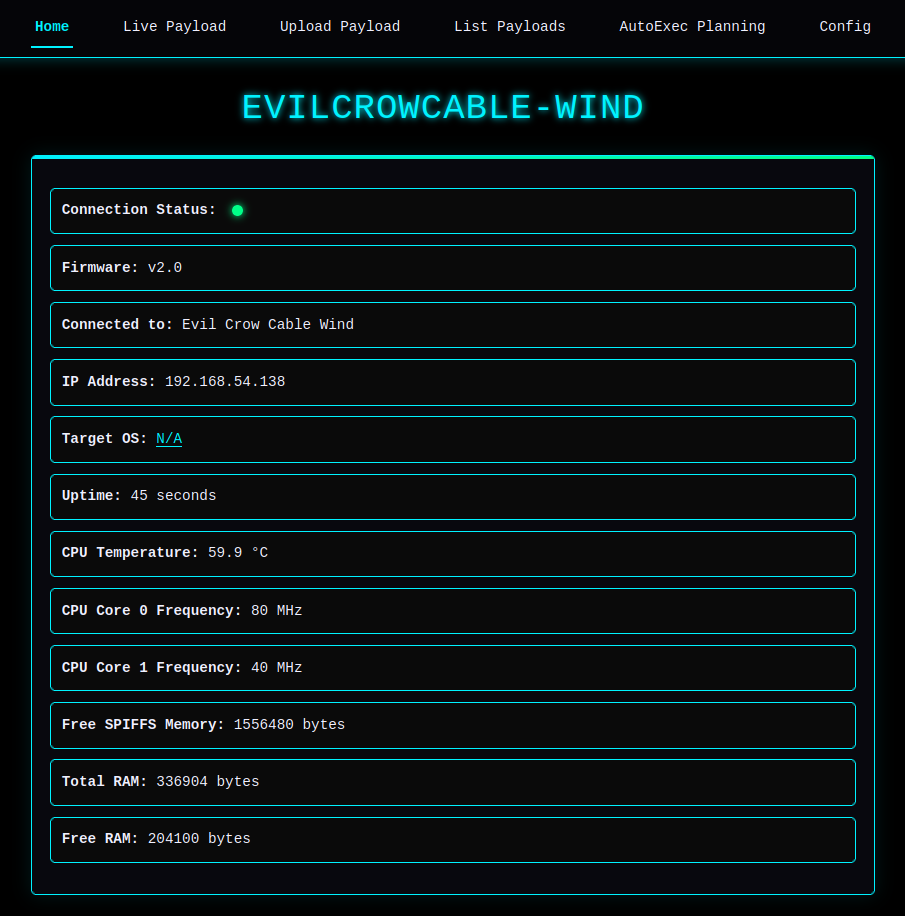 Home Live Payload Upload Payload List Payloads AutoExec Planning Config
EVILCROWCABLE-WIND
Connection Status:
Firmware: v2.0
Connected to: Evil Crow Cable Wind
IP Address: 192.168.54.138
Target OS: N/A
Uptime: 45 seconds
CPU Temperature: 59.9 °C
CPU Core 0 Frequency: 80 MHz
CPU Core 1 Frequency: 40 MHz
Free SPIFFS Memory: 1556480 bytes
Total RAM: 336904 bytes
Free RAM: 204100 bytes